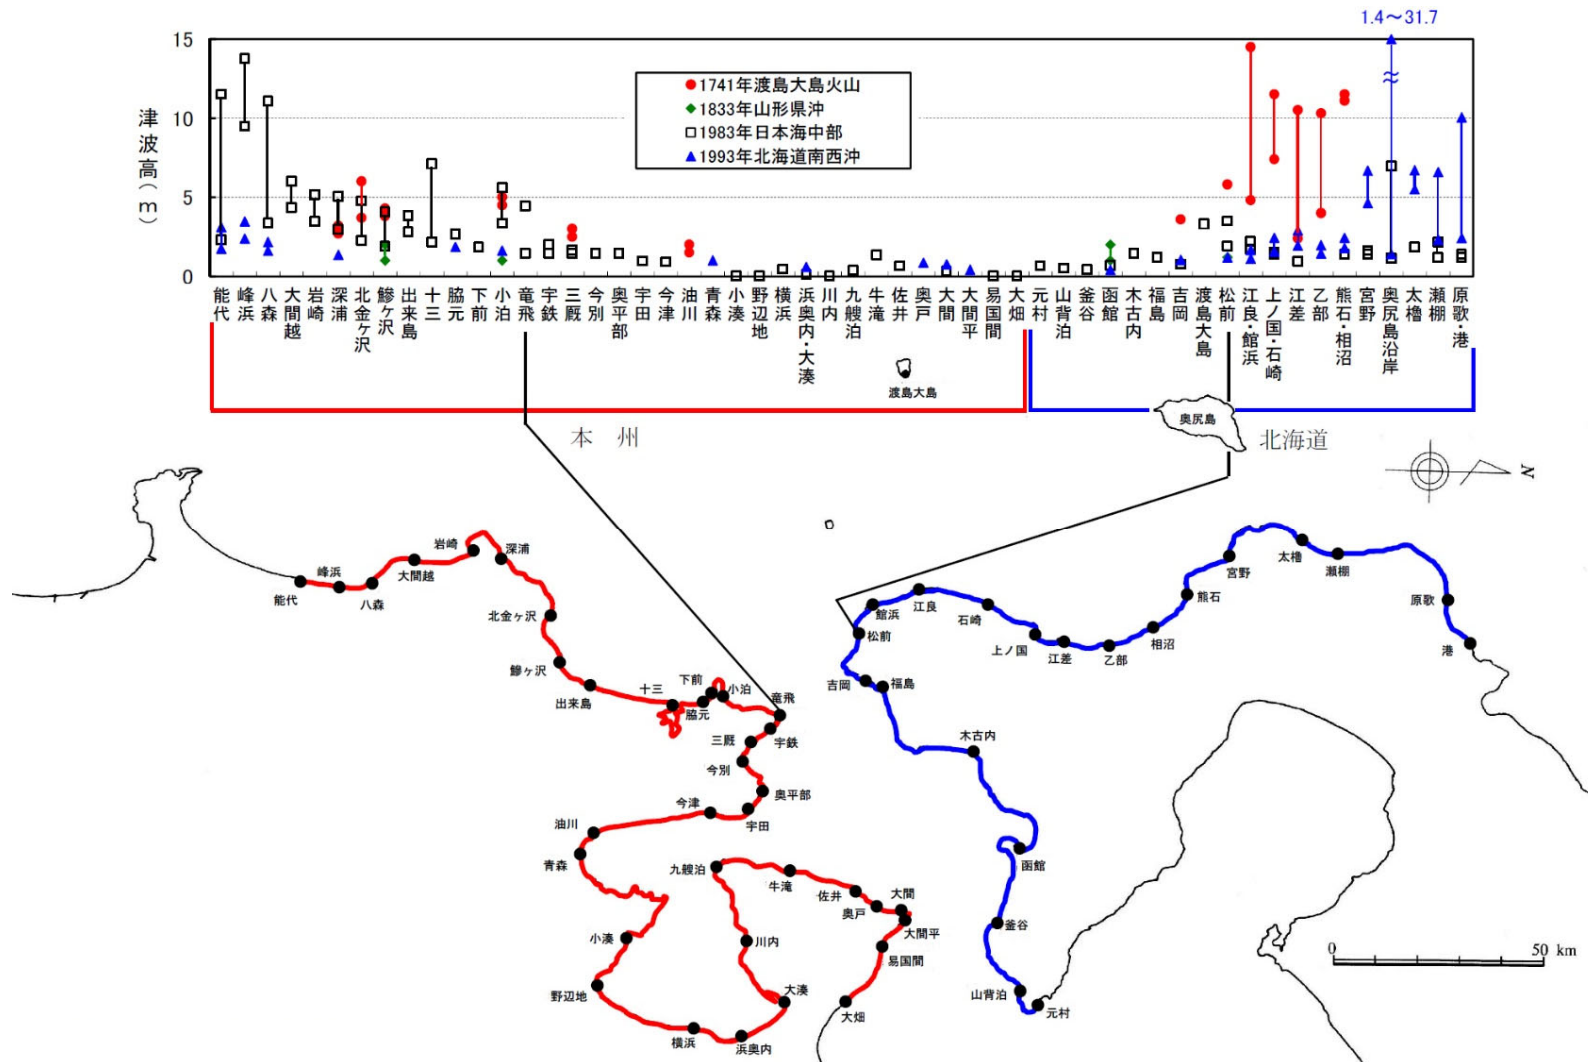 1.4～31.7
15
10
5
0
津波高(m)
1741年渡島大島火山
1833年山形県沖
1983年日本海中部
1993年北海道南西沖
能代
峰浜
八森
大間越
岩崎
深浦
北金ヶ沢
鰺ヶ沢
出来島
十三
脇元
下前
小泊
竜飛
宇鉄
三厩
今別
奥平部
宇田
今津
油川
青森
小湊
野辺地
横浜
浜奥内・大湊
川内
九艘泊
牛滝
佐井
奥戸
大間
大間平
易国間
大畑
元村
山背泊
釜谷
函館
木古内
福島
吉岡
渡島大島
松前
江良・館浜
上ノ国・石崎
江差
乙部
熊石・相沼
宮野
奥尻島沿岸
太櫓
瀬棚
原歌・港
渡島大島
奥尻島
本 州
北海道
N
岩崎
深浦
大間越
峰浜
能代
八森
北金ヶ沢
鰺ヶ沢
出来島
十三
下前
小泊
脇元
竜飛
宇鉄
三厩
今別
奥平部
今津
宇田
油川
青森
九艘泊
牛滝
佐井
奥戸
大間
大間平
易国間
小湊
川内
野辺地
大湊
大畑
横浜
浜奥内
太櫓
宮野
瀬棚
館浜
江良
石崎
熊石
原歌
松前
上ノ国
江差
乙部
相沼
港
吉岡
福島
木古内
函館
釜谷
山背泊
元村
0
50 km